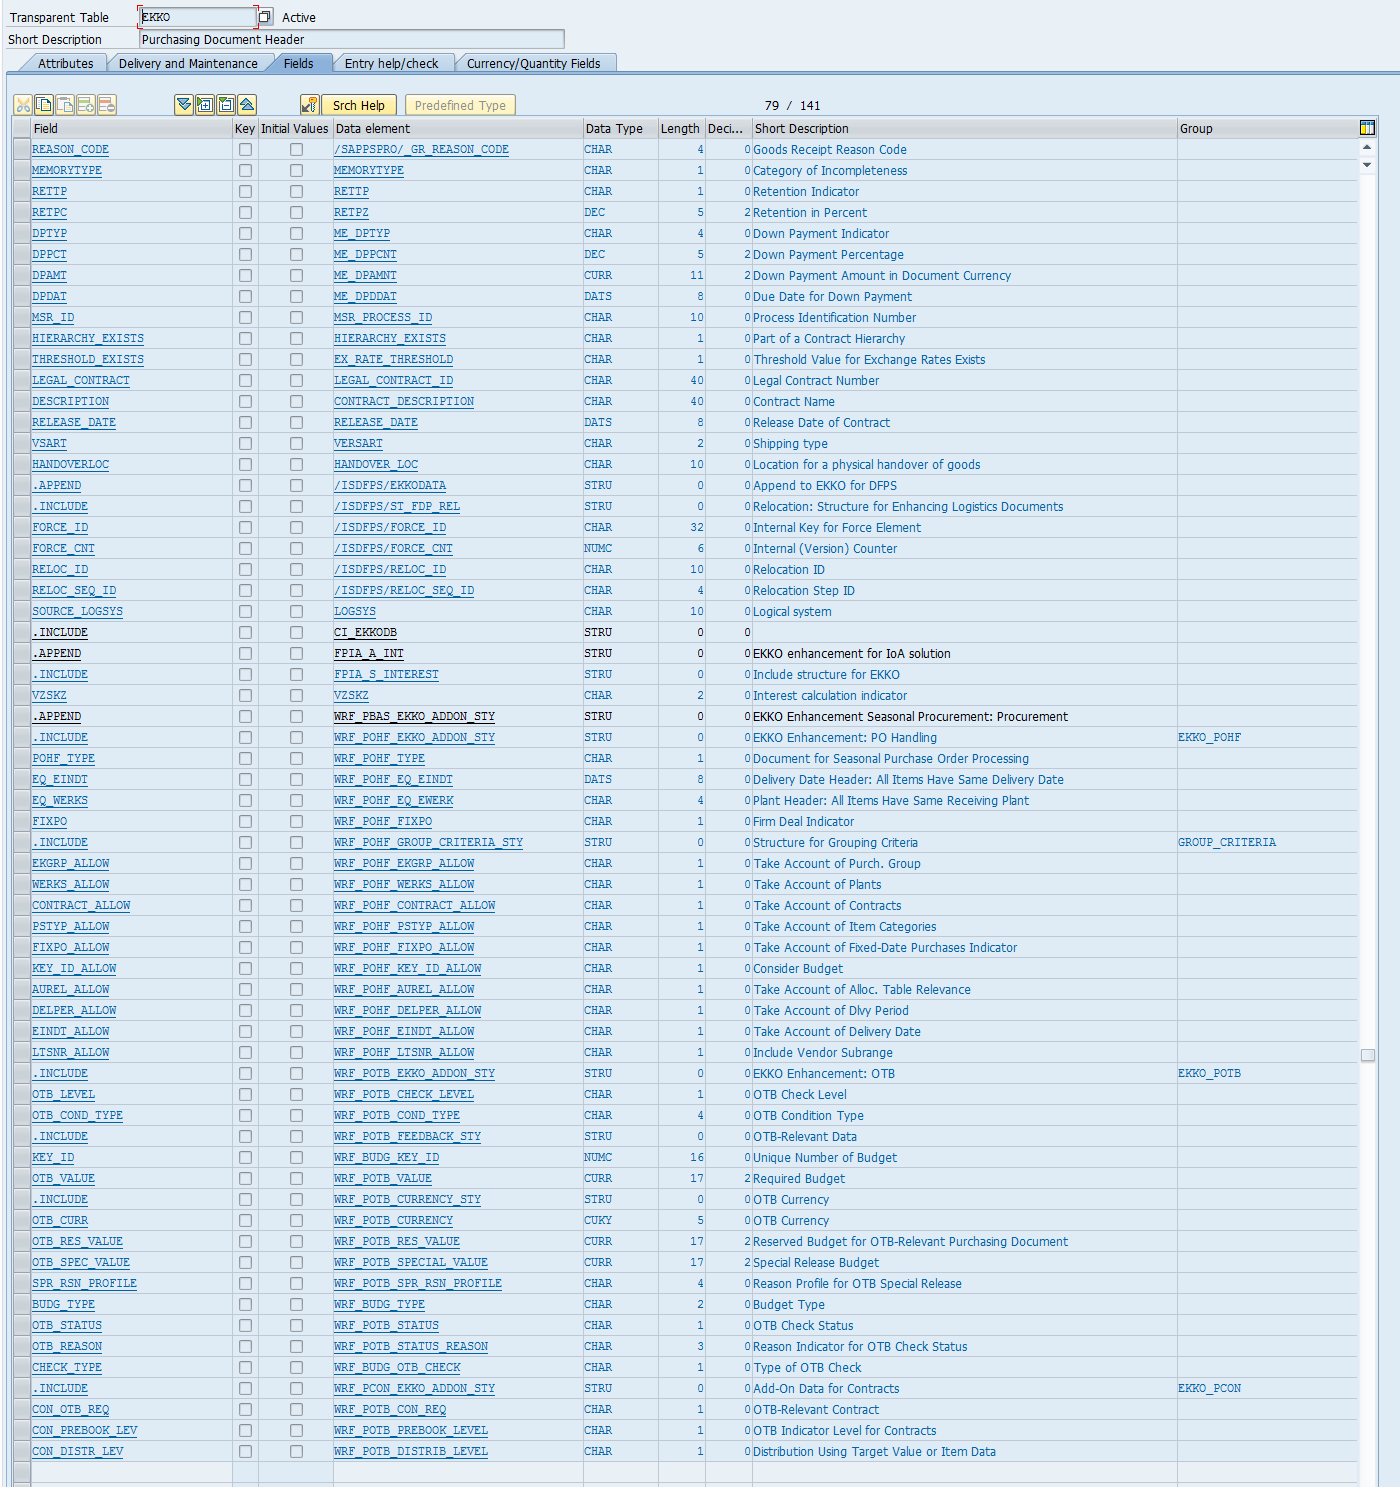 Transparent Table EKKO Active
Short Description Purchasing Document Header
Attributes Delivery and Maintenance Fields Entry help/check Currency/Quantity Fields
Srch Help Predefined Type 79 / 141
Field Key Initial Values Data element Data Type Length Deci... Short Description Group
REASON_CODE /SAPPSPRO/_GR_REASON_CODE CHAR 4 0 Goods Receipt Reason Code
MEMORYTYPE MEMORYTYPE CHAR 1 0 Category of Incompleteness
RETTP RETTP CHAR 1 0 Retention Indicator
RETPC RETPZ DEC 5 2 Retention in Percent
DPTYP ME_DPTYP CHAR 4 0 Down Payment Indicator
DPPCT ME_DPPCNT DEC 5 2 Down Payment Percentage
DPAMT ME_DPAMNT CURR 11 2 Down Payment Amount in Document Currency
DPDAT ME_DPDDAT DATS 8 0 Due Date for Down Payment
MSR_ID MSR_PROCESS_ID CHAR 10 0 Process Identification Number
HIERARCHY_EXISTS HIERARCHY_EXISTS CHAR 1 0 Part of a Contract Hierarchy
THRESHOLD_EXISTS EX_RATE_THRESHOLD CHAR 1 0 Threshold Value for Exchange Rates Exists
LEGAL_CONTRACT LEGAL_CONTRACT_ID CHAR 40 0 Legal Contract Number
DESCRIPTION CONTRACT_DESCRIPTION CHAR 40 0 Contract Name
RELEASE_DATE RELEASE_DATE DATS 8 0 Release Date of Contract
VSART VERSART CHAR 2 0 Shipping type
HANDOVERLOC HANDOVER_LOC CHAR 10 0 Location for a physical handover of goods
.APPEND /ISDFPS/EKKODATA STRU 0 0 Append to EKKO for DFPS
.INCLUDE /ISDFPS/ST_FDP_REL STRU 0 0 Relocation: Structure for Enhancing Logistics Documents
FORCE_ID /ISDFPS/FORCE_ID CHAR 32 0 Internal Key for Force Element
FORCE_CNT /ISDFPS/FORCE_CNT NUMC 6 0 Internal (Version) Counter
RELOC_ID /ISDFPS/RELOC_ID CHAR 10 0 Relocation ID
RELOC_SEQ_ID /ISDFPS/RELOC_SEQ_ID CHAR 4 0 Relocation Step ID
SOURCE_LOGSYS LOGSYS CHAR 10 0 Logical system
.INCLUDE CI_EKKODB STRU 0 0
.APPEND FPIA_A_INT STRU 0 0 EKKO enhancement for IoA solution
.INCLUDE FPIA_S_INTEREST STRU 0 0 Include structure for EKKO
VZSKZ VZSKZ CHAR 2 0 Interest calculation indicator
.APPEND WRF_PBAS_EKKO_ADDON_STY STRU 0 0 EKKO Enhancement Seasonal Procurement: Procurement
.INCLUDE WRF_POHF_EKKO_ADDON_STY STRU 0 0 EKKO Enhancement: PO Handling EKKO_POHF
POHF_TYPE WRF_POHF_TYPE CHAR 1 0 Document for Seasonal Purchase Order Processing
EQ_EINDT WRF_POHF_EQ_EINDT DATS 8 0 Delivery Date Header: All Items Have Same Delivery Date
EQ_WERKS WRF_POHF_EQ_EWERK CHAR 4 0 Plant Header: All Items Have Same Receiving Plant
FIXPO WRF_POHF_FIXPO CHAR 1 0 Firm Deal Indicator
.INCLUDE WRF_POHF_GROUP_CRITERIA_STY STRU 0 0 Structure for Grouping Criteria GROUP_CRITERIA
EKGRP_ALLOW WRF_POHF_EKGRP_ALLOW CHAR 1 0 Take Account of Purch. Group
WERKS_ALLOW WRF_POHF_WERKS_ALLOW CHAR 1 0 Take Account of Plants
CONTRACT_ALLOW WRF_POHF_CONTRACT_ALLOW CHAR 1 0 Take Account of Contracts
PSTYP_ALLOW WRF_POHF_PSTYP_ALLOW CHAR 1 0 Take Account of Item Categories
FIXPO_ALLOW WRF_POHF_FIXPO_ALLOW CHAR 1 0 Take Account of Fixed-Date Purchases Indicator
KEY_ID_ALLOW WRF_POHF_KEY_ID_ALLOW CHAR 1 0 Consider Budget
AUREL_ALLOW WRF_POHF_AUREL_ALLOW CHAR 1 0 Take Account of Alloc. Table Relevance
DELPER_ALLOW WRF_POHF_DELPER_ALLOW CHAR 1 0 Take Account of Dlvy Period
EINDT_ALLOW WRF_POHF_EINDT_ALLOW CHAR 1 0 Take Account of Delivery Date
LTSNR_ALLOW WRF_POHF_LTSNR_ALLOW CHAR 1 0 Include Vendor Subrange
.INCLUDE WRF_POTB_EKKO_ADDON_STY STRU 0 0 EKKO Enhancement: OTB EKKO_POTB
OTB_LEVEL WRF_POTB_CHECK_LEVEL CHAR 1 0 OTB Check Level
OTB_COND_TYPE WRF_POTB_COND_TYPE CHAR 4 0 OTB Condition Type
.INCLUDE WRF_POTB_FEEDBACK_STY STRU 0 0 OTB-Relevant Data
KEY_ID WRF_BUDG_KEY_ID NUMC 16 0 Unique Number of Budget
OTB_VALUE WRF_POTB_VALUE CURR 17 2 Required Budget
.INCLUDE WRF_POTB_CURRENCY_STY STRU 0 0 OTB Currency
OTB_CURR WRF_POTB_CURRENCY CUKY 5 0 OTB Currency
OTB_RES_VALUE WRF_POTB_RES_VALUE CURR 17 2 Reserved Budget for OTB-Relevant Purchasing Document
OTB_SPEC_VALUE WRF_POTB_SPECIAL_VALUE CURR 17 2 Special Release Budget
SPR_RSN_PROFILE WRF_POTB_SPR_RSN_PROFILE CHAR 4 0 Reason Profile for OTB Special Release
BUDG_TYPE WRF_BUDG_TYPE CHAR 2 0 Budget Type
OTB_STATUS WRF_POTB_STATUS CHAR 1 0 OTB Check Status
OTB_REASON WRF_POTB_STATUS_REASON CHAR 3 0 Reason Indicator for OTB Check Status
CHECK_TYPE WRF_BUDG_OTB_CHECK CHAR 1 0 Type of OTB Check
.INCLUDE WRF_PCON_EKKO_ADDON_STY STRU 0 0 Add-On Data for Contracts EKKO_PCON
CON_OTB_REQ WRF_POTB_CON_REQ CHAR 1 0 OTB-Relevant Contract
CON_PREBOOK_LEV WRF_POTB_PREBOOK_LEVEL CHAR 1 0 OTB Indicator Level for Contracts
CON_DISTR_LEV WRF_POTB_DISTRIB_LEVEL CHAR 1 0 Distribution Using Target Value or Item Data